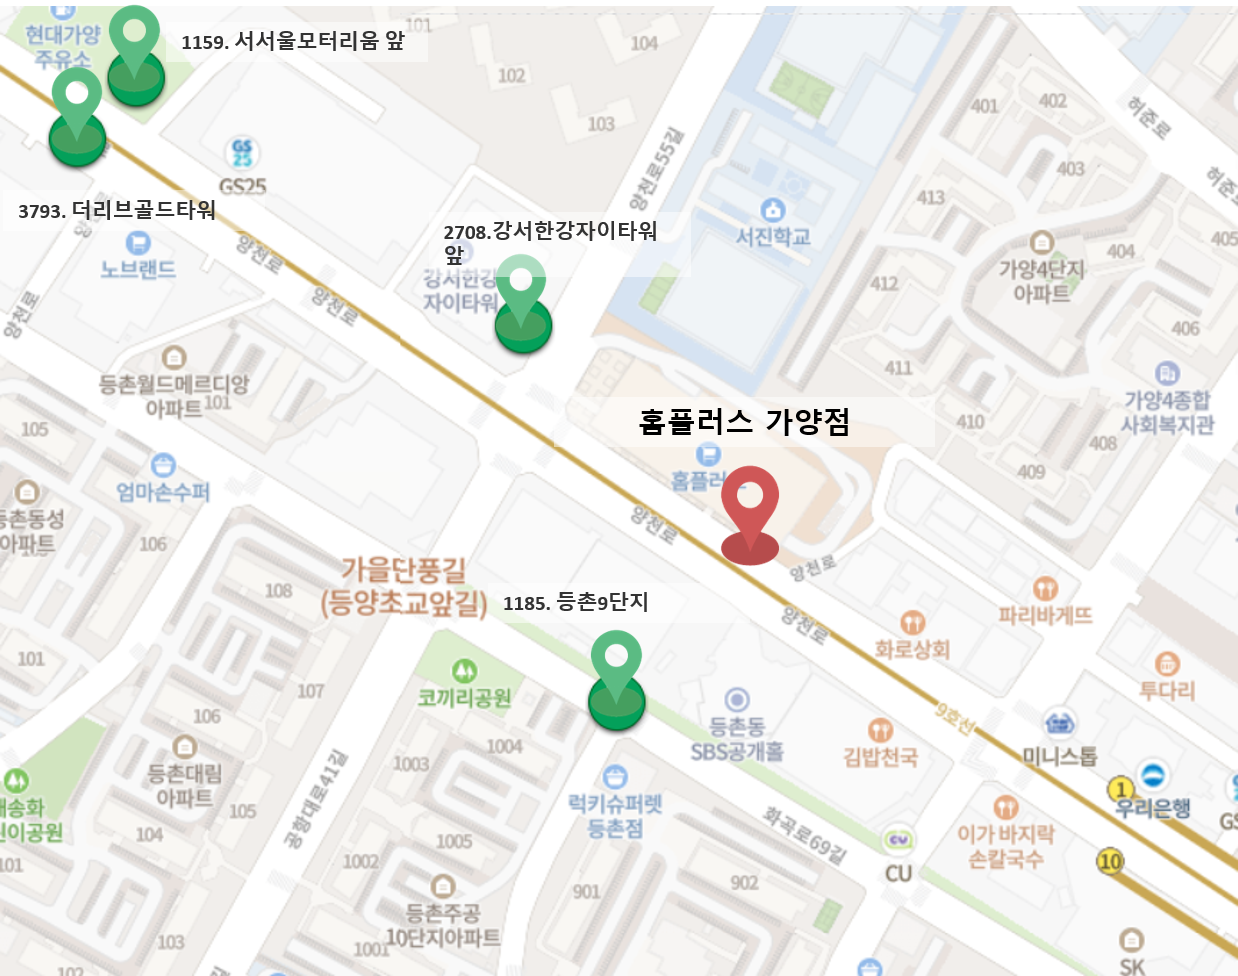 현대가양
주유소
1159. 서서울모터리움 앞
101
104
102
103
GS
25
GS25
3793. 더리브골드타워
노브랜드
양천로
양천로
양천로
양천로55길
2708.강서한강자이타워
앞
강서한강
자이타워
서진학교
허준로
401
402
403
413
404
405
가양4단지
아파트
412
406
411
가양4종합
사회복지관
410
408
409
등촌월드메르디앙
아파트
101
105
엄마손수퍼
등촌동성
아파트
106
홈플러스 가양점
양천로
양천로
양천로
가을단풍길
(등양초교앞길)
1185. 등촌9단지
108
101
107
106
코끼리공원
파리바게뜨
화로상회
투다리
9호선
등촌동
SBS공개홀
김밥천국
미니스톱
1
우리은행
등촌대림
아파트
105
104
101
공항대로41길
1004
1003
1005
1002
럭키슈퍼렛
등촌점
화곡로69길
CU
CU
이가 바지락
손칼국수
10
901
902
등촌주공
10단지아파트
1001
103
102
SK